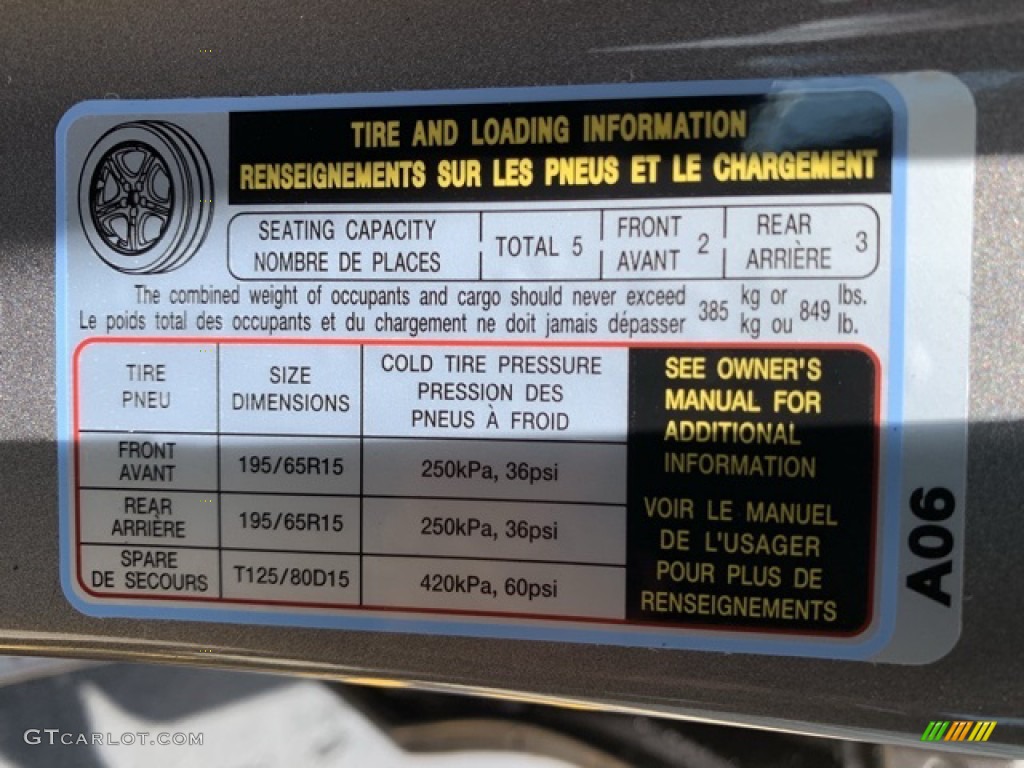 TIRE AND LOADING INFORMATION
RENSEIGNEMENTS SUR LES PNEUS ET LE CHARGEMENT
SEATING CAPACITY
NOMBRE DE PLACES
TOTAL 5
FRONT
AVANT
2
REAR
ARRIÈRE
3
The combined weight of occupants and cargo should never exceed 385 kg or 849 lbs.
Le poids total des occupants et du chargement ne doit jamais dépasser kg ou lb.
TIRE
PNEU
SIZE
DIMENSIONS
COLD TIRE PRESSURE
PRESSION DES
PNEUS À FROID
FRONT
AVANT
195/65R15
250kPa, 36psi
REAR
ARRIÈRE
195/65R15
250kPa, 36psi
SPARE
DE SECOURS
T125/80D15
420kPa, 60psi
SEE OWNER'S
MANUAL FOR
ADDITIONAL
INFORMATION
VOIR LE MANUEL
DE L'USAGER
POUR PLUS DE
RENSEIGNEMENTS
A06
GTCARLOT.COM